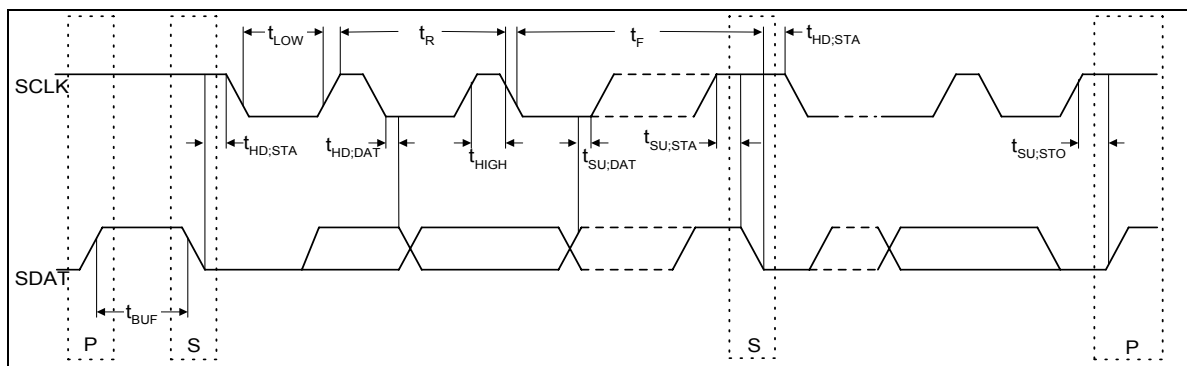 tLOW
tR
tF
tHD;STA
SCLK
tHD;STA
tHD;DAT
tHIGH
tSU;DAT
tSU;STA
tSU;STO
SDAT
tBUF
P
S
S
P